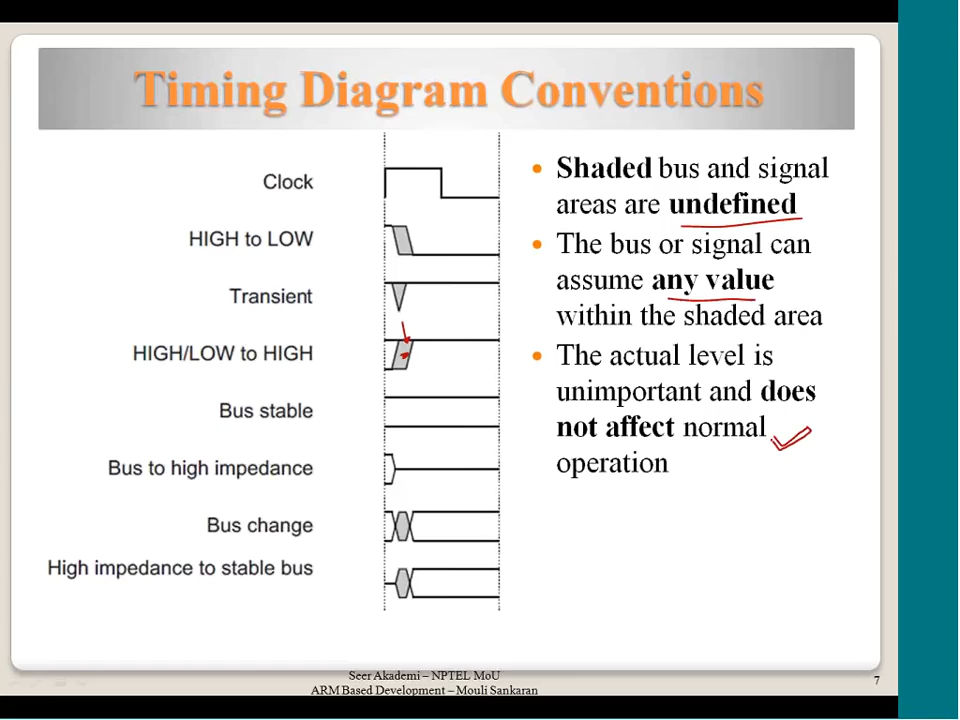 Timing Diagram Conventions
Clock
HIGH to LOW
Transient
HIGH/LOW to HIGH
Bus stable
Bus to high impedance
Bus change
High impedance to stable bus
• Shaded bus and signal
areas are undefined
• The bus or signal can
assume any value
within the shaded area
• The actual level is
unimportant and does
not affect normal
operation
Seer Akademi – NPTEL MoU
ARM Based Development – Mouli Sankaran
7